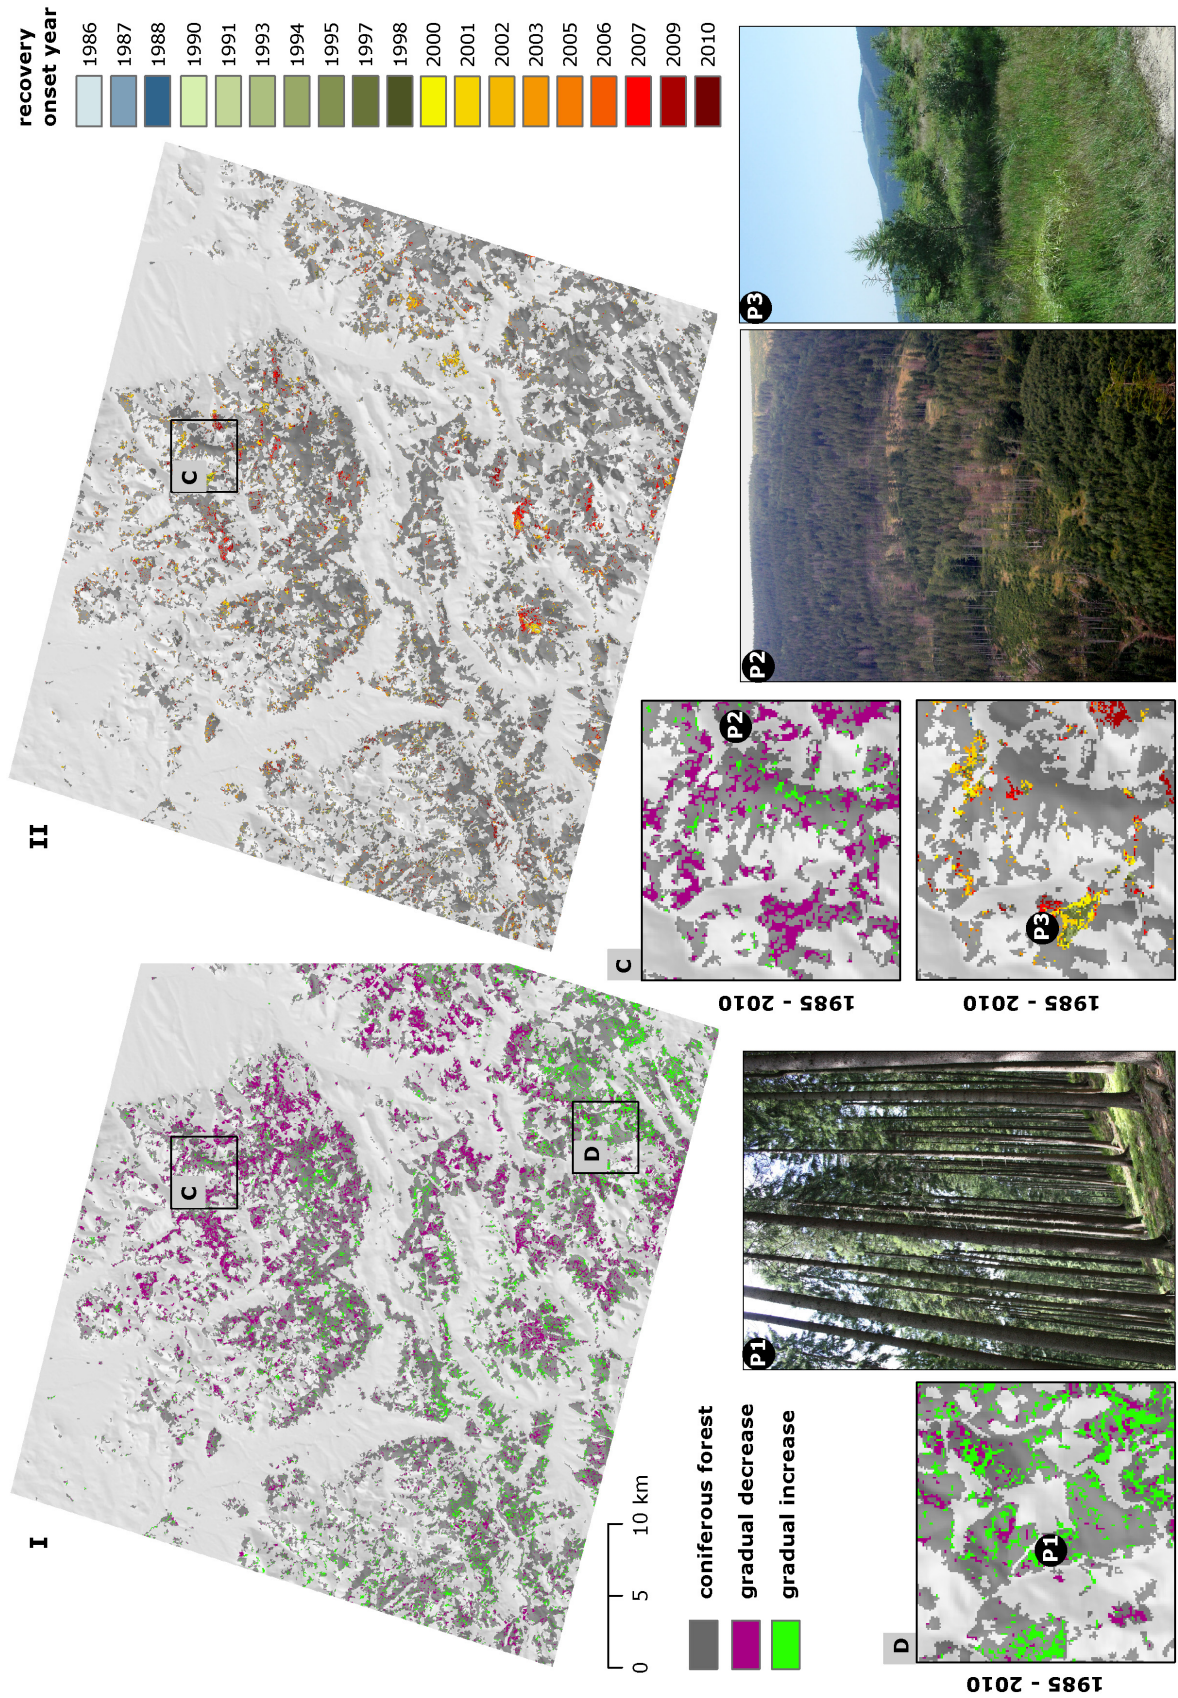 I
C
D
0 5 10 km
coniferous forest
gradual decrease
gradual increase
D
1985 - 2010
P1
P1
II
C
recovery
onset year
1986
1987
1988
1990
1991
1993
1994
1995
1997
1998
2000
2001
2002
2003
2005
2006
2007
2009
2010
C
1985 - 2010
P2
1985 - 2010
P3
P2
P3